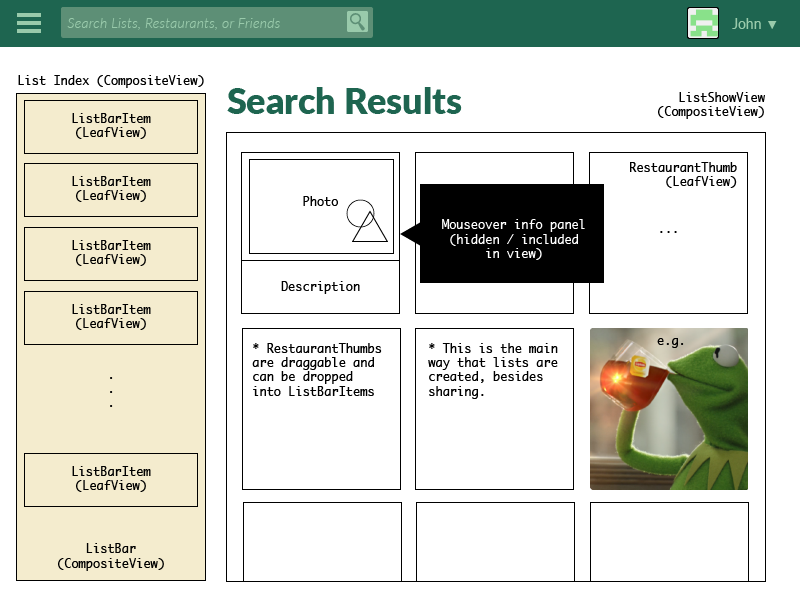 Search Lists, Restaurants, or Friends
John ▼
List Index (CompositeView)
ListBarItem
(LeafView)
ListBarItem
(LeafView)
ListBarItem
(LeafView)
ListBarItem
(LeafView)
.
.
.
ListBarItem
(LeafView)
ListBar
(CompositeView)
Search Results
ListShowView
(CompositeView)
Photo
Description
Mouseover info panel
(hidden / included
in view)
RestaurantThumb
(LeafView)
...
* RestaurantThumbs
are draggable and
can be dropped
into ListBarItems
* This is the main
way that lists are
created, besides
sharing.
e.g.